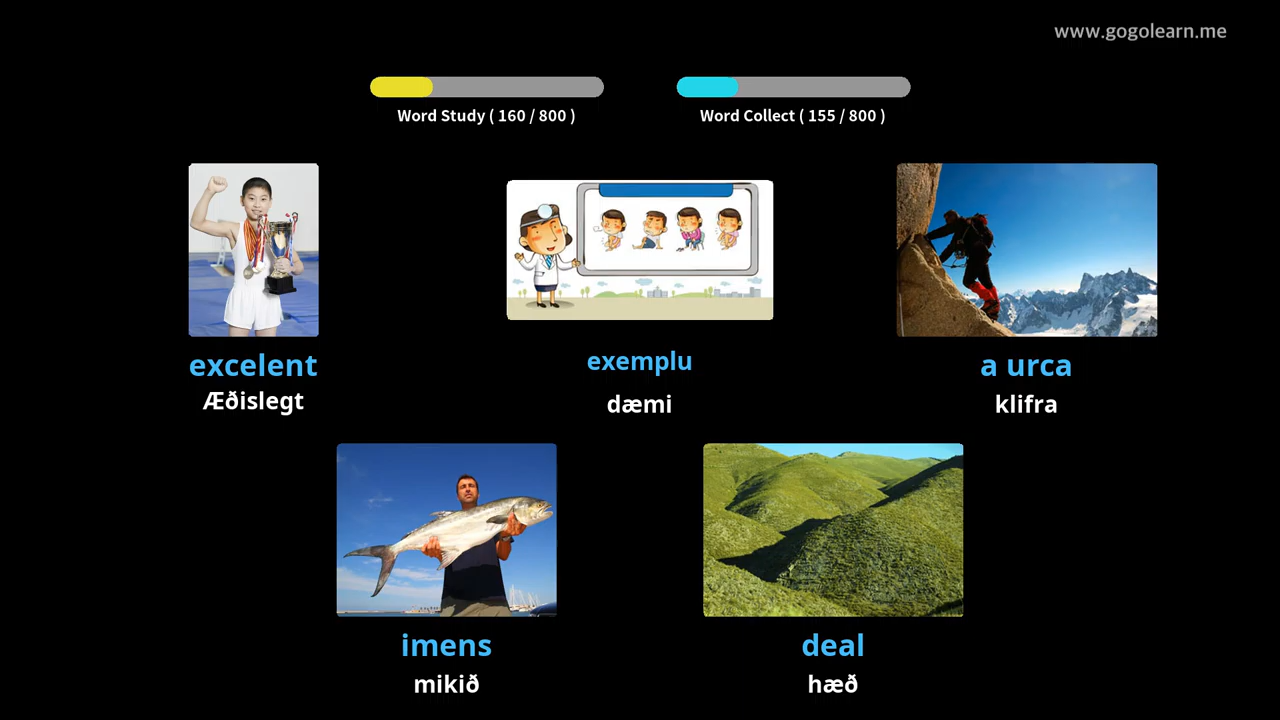 www.gogolearn.me
Word Study ( 160 / 800 )
Word Collect ( 155 / 800 )
excelent
Æðislegt
exemplu
dæmi
a urca
klifra
imens
mikið
deal
hæð